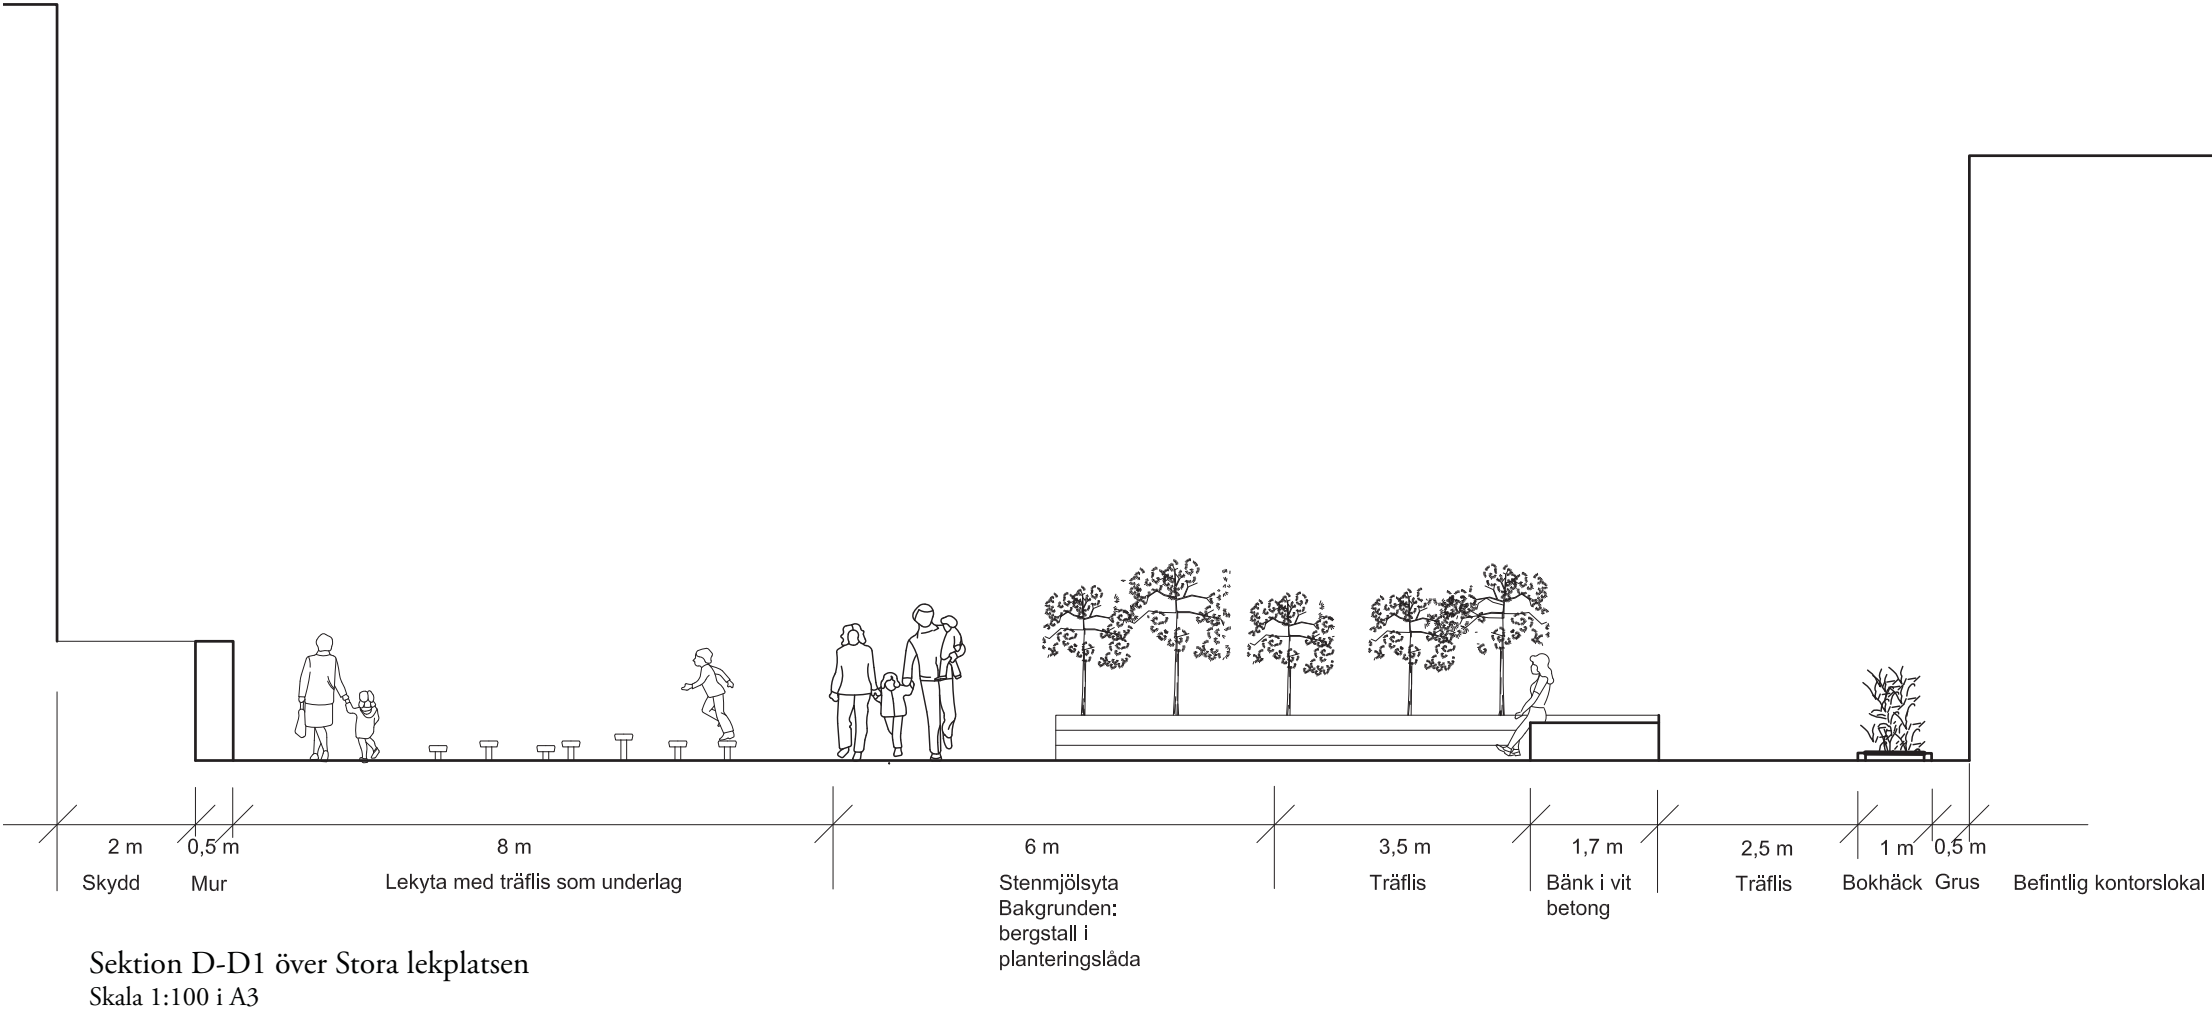 2 m
0,5 m
8 m
6 m
3,5 m
1,7 m
2,5 m
1 m
0,5 m
Skydd
Mur
Lekyta med träflis som underlag
Stenmjölsyta
Bakgrunden:
bergstall i
planteringslåda
Träflis
Bänk i vit
betong
Träflis
Bokhäck
Grus
Befintlig kontorslokal
Sektion D-D1 över Stora lekplatsen
Skala 1:100 i A3